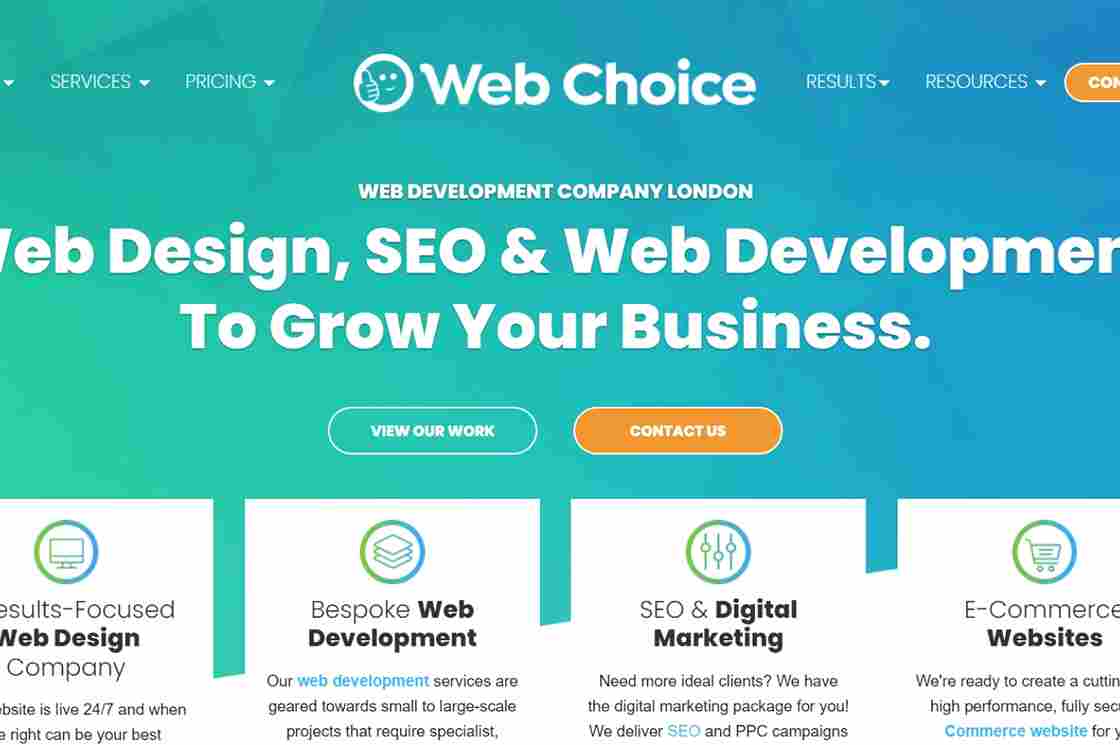 SERVICES PRICING Web Choice RESULTS RESOURCES CON
WEB DEVELOPMENT COMPANY LONDON
Web Design, SEO & Web Developmen
To Grow Your Business.
VIEW OUR WORK CONTACT US
esults-Focused
Web Design
Company
ebsite is live 24/7 and when
e right can be your best
Bespoke Web
Development
Our web development services are
geared towards small to large-scale
projects that require specialist,
SEO & Digital
Marketing
Need more ideal clients? We have
the digital marketing package for you!
We deliver SEO and PPC campaigns
E-Commerce
Websites
We're ready to create a cuttin
high performance, fully secu
Commerce website for y